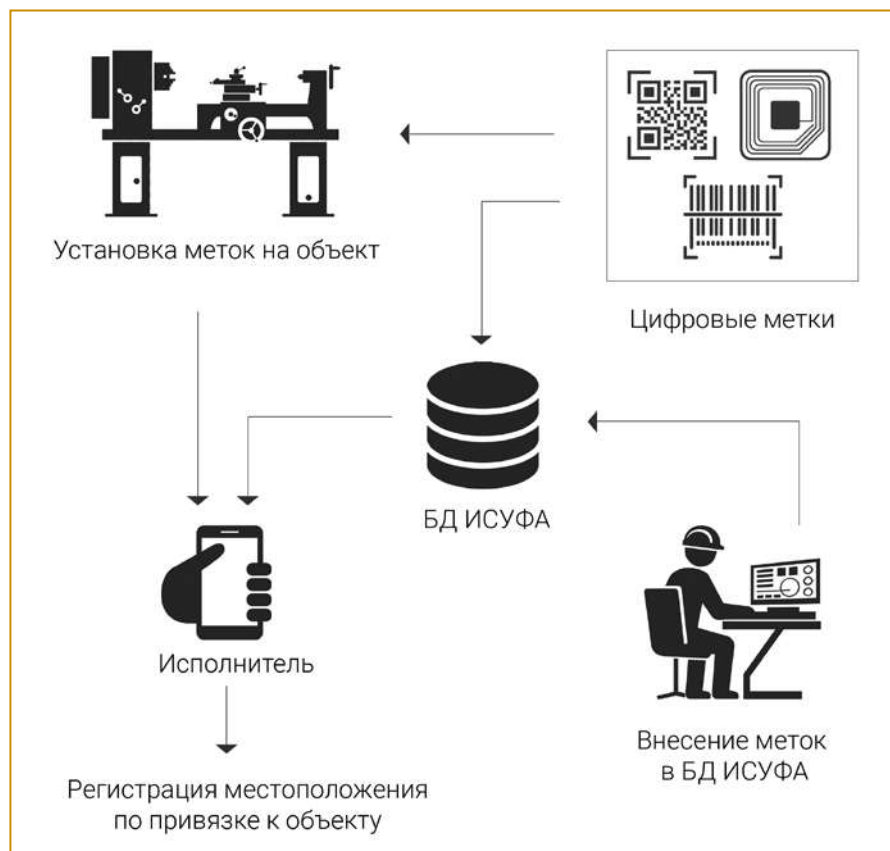 Установка меток на объект
Цифровые метки
БД ИСУФА
Исполнитель
Внесение меток
в БД ИСУФА
Регистрация местоположения
по привязке к объекту